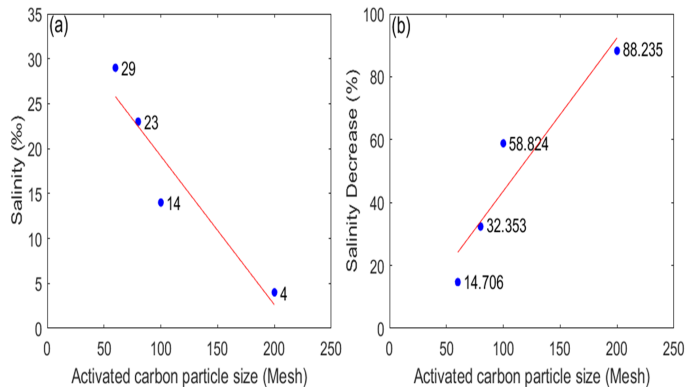 (a)
35
30
25
20
15
10
5
0
Salinity (‰)
29
23
14
4
0 50 100 150 200 250
Activated carbon particle size (Mesh)
(b)
100
80
60
40
20
0
Salinity Decrease (%)
88.235
58.824
32.353
14.706
0 50 100 150 200 250
Activated carbon particle size (Mesh)